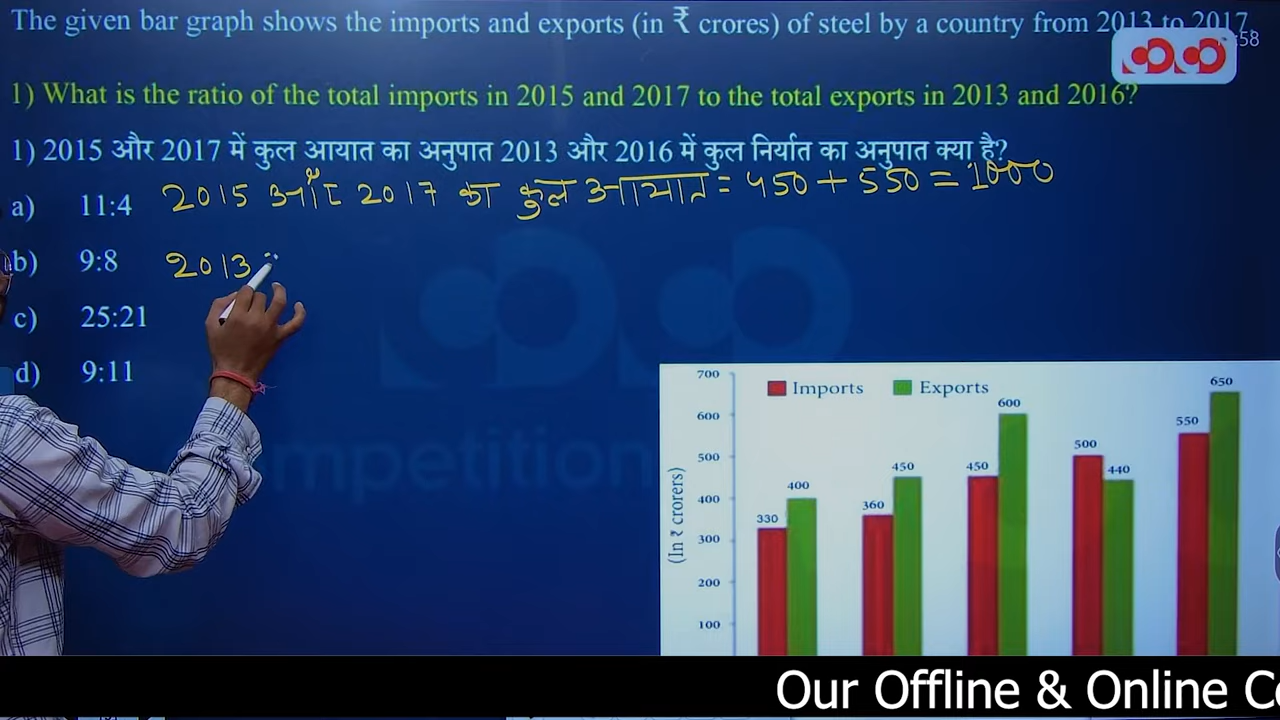 The given bar graph shows the imports and exports (in ₹ crores) of steel by a country from 2013 to 2017
:58
1) What is the ratio of the total imports in 2015 and 2017 to the total exports in 2013 and 2016?
1) 2015 और 2017 में कुल आयात का अनुपात 2013 और 2016 में कुल निर्यात का अनुपात क्या है?
2015 और 2017 का कुल आयात = 450 + 550 = 1000
a) 11:4
b) 9:8
2013
c) 25:21
d) 9:11
mpetition
700
600
500
400
300
200
100
(In ₹ crorers)
Imports Exports
330 400
360 450
450 600
500 440
550 650
Our Offline & Online C